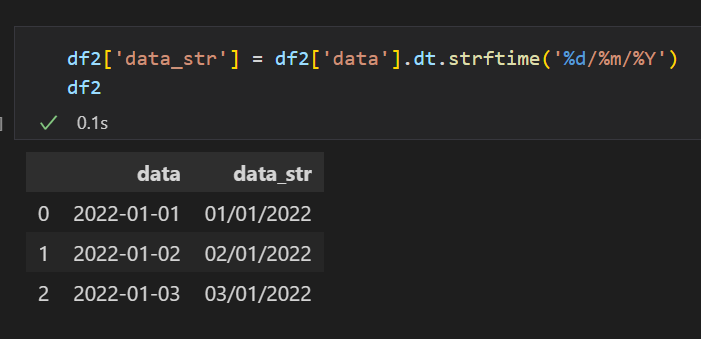 df2['data_str'] = df2['data'].dt.strftime('%d/%m/%Y')
df2
] ✓ 0.1s
data data_str
0 2022-01-01 01/01/2022
1 2022-01-02 02/01/2022
2 2022-01-03 03/01/2022